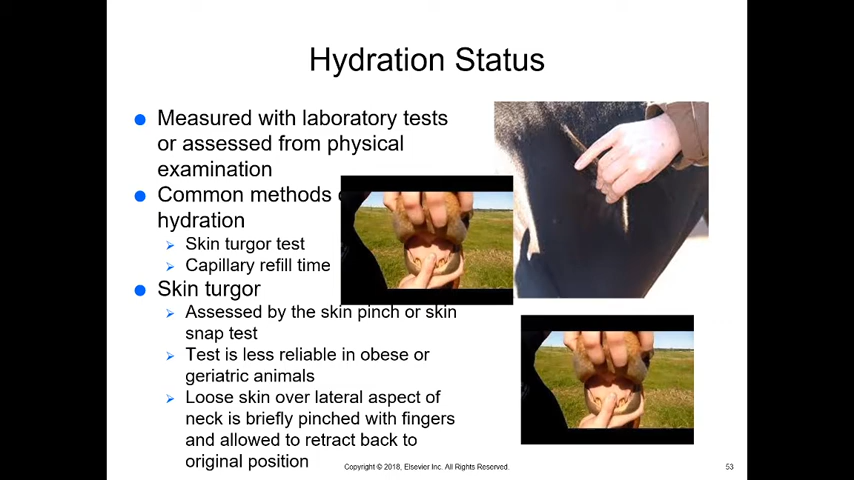 Hydration Status
Measured with laboratory tests
or assessed from physical
examination
Common methods
hydration
Skin turgor test
Capillary refill time
Skin turgor
Assessed by the skin pinch or skin
snap test
Test is less reliable in obese or
geriatric animals
Loose skin over lateral aspect of
neck is briefly pinched with fingers
and allowed to retract back to
original position
Copyright © 2018, Elsevier Inc. All Rights Reserved.
53